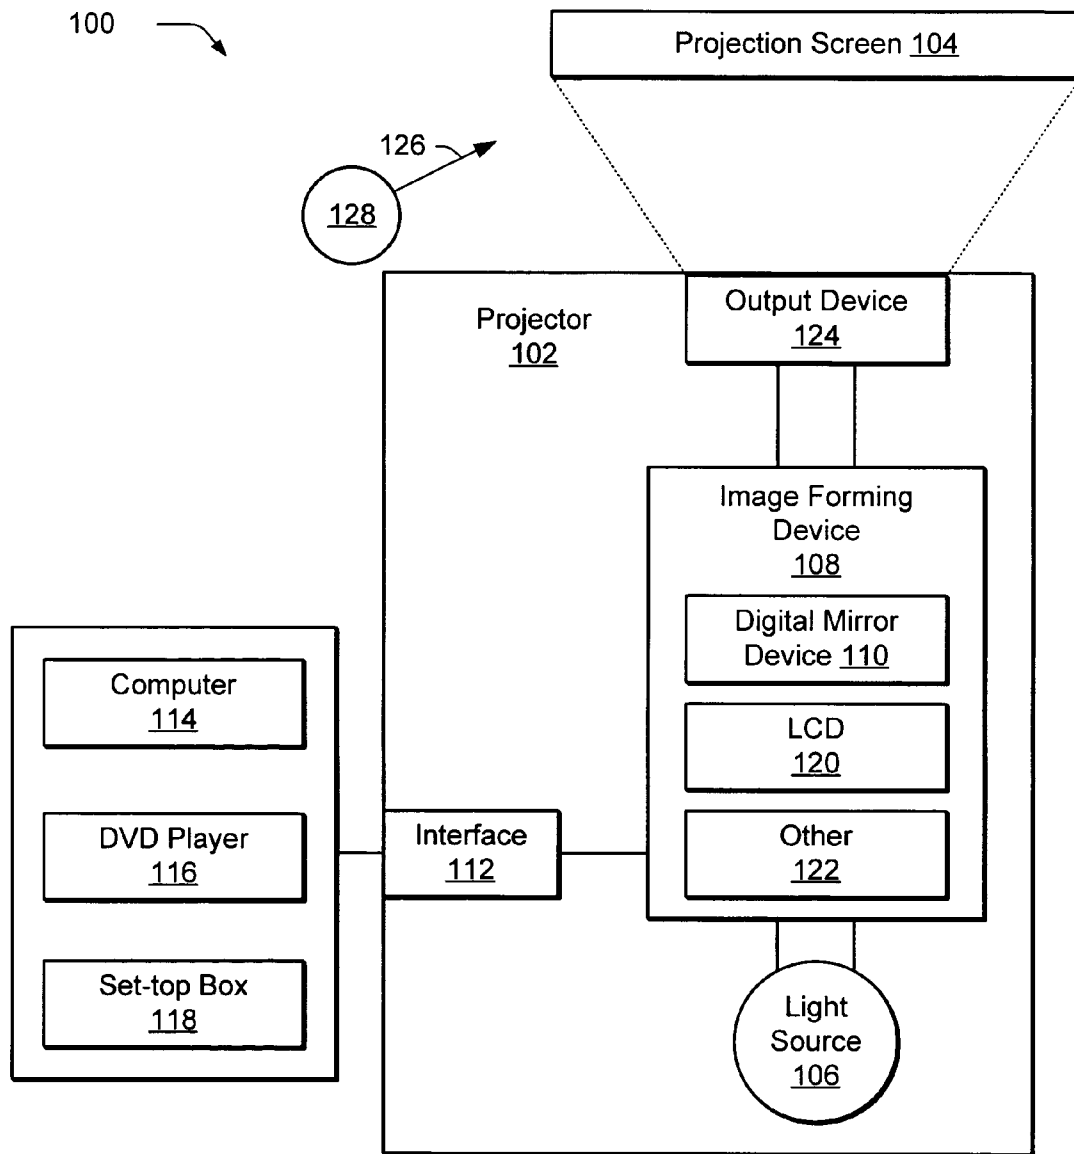 100
Projection Screen 104
126
128
Projector
102
Output Device
124
Image Forming
Device
108
Digital Mirror
Device 110
LCD
120
Other
122
Computer
114
DVD Player
116
Set-top Box
118
Interface
112
Light
Source
106